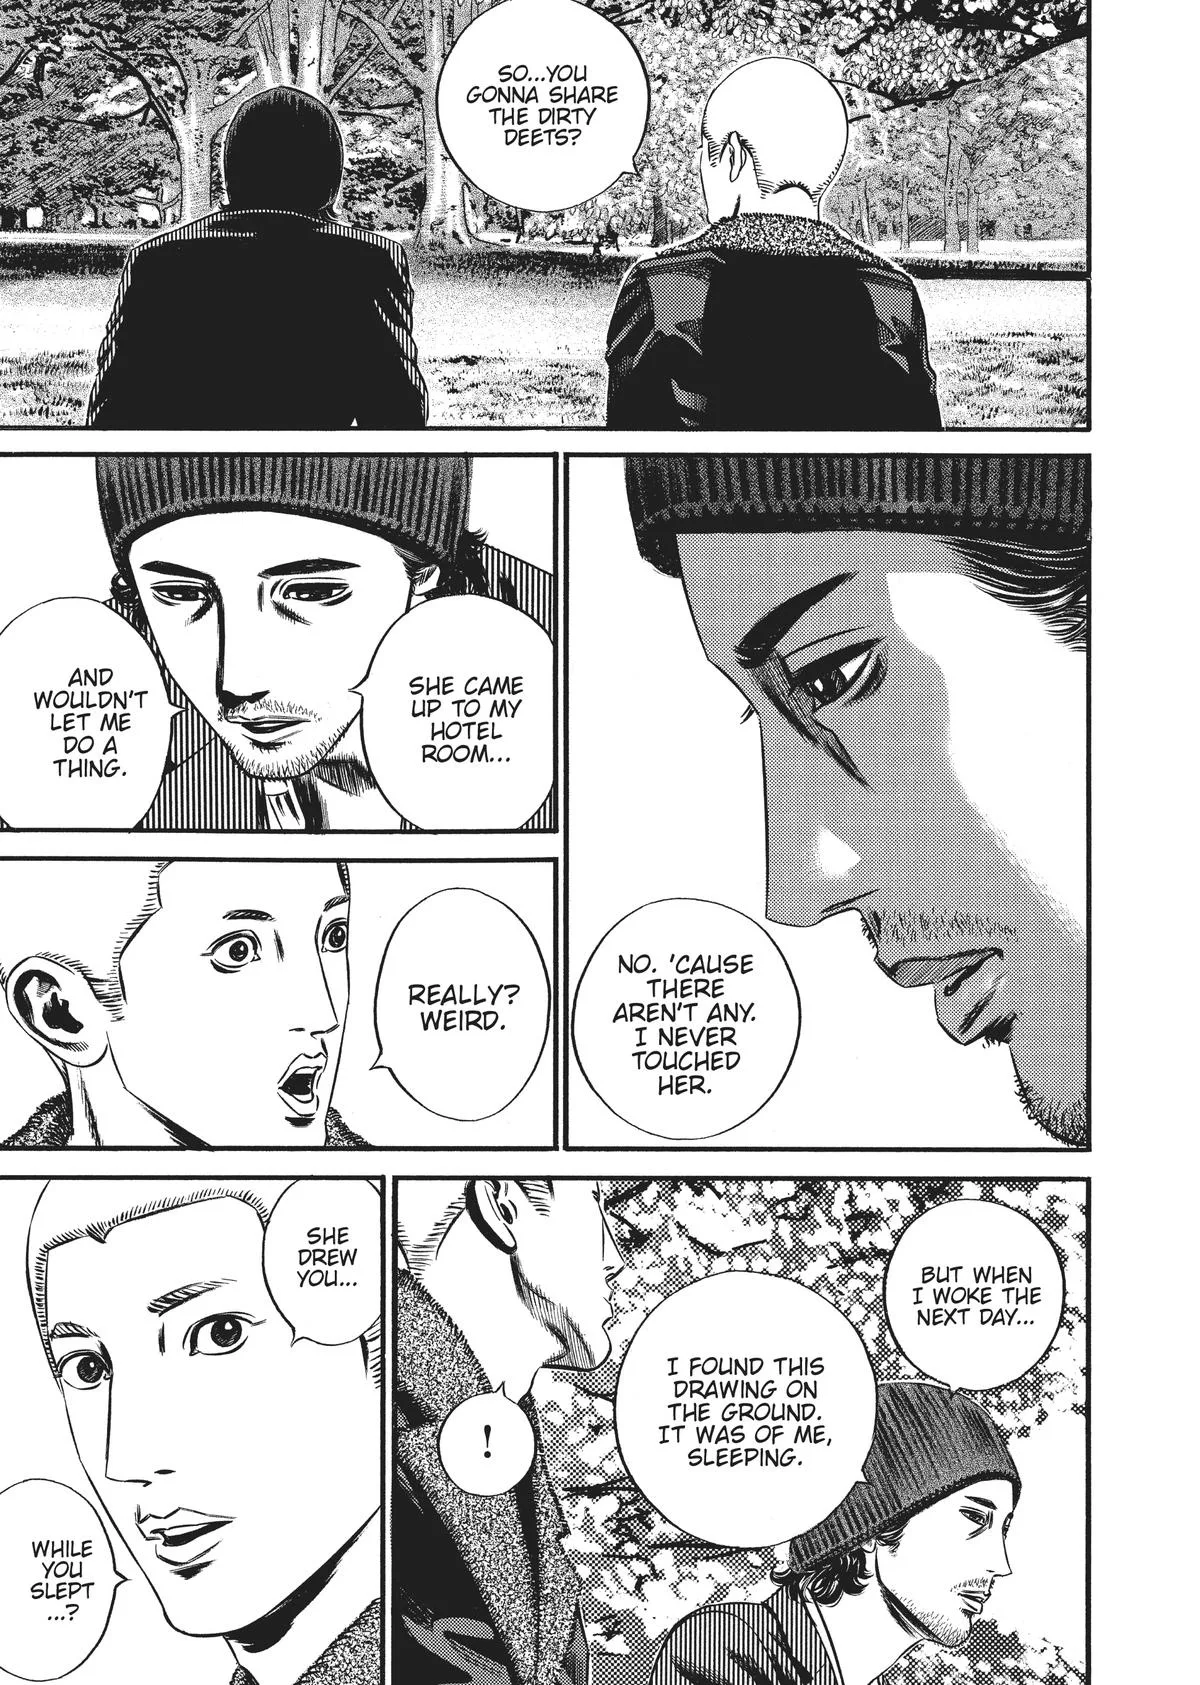 SO...YOU
GONNA SHARE
THE DIRTY
DEETS?
NO. 'CAUSE
THERE
AREN'T ANY.
I NEVER
TOUCHED
HER.
SHE CAME
UP TO MY
HOTEL
ROOM...
AND
WOULDN'T
LET ME
DO A
THING.
REALLY?
WEIRD.
BUT WHEN
I WOKE THE
NEXT DAY...
I FOUND THIS
DRAWING ON
THE GROUND.
IT WAS OF ME,
SLEEPING.
!
SHE
DREW
YOU...
WHILE
YOU
SLEPT
...?